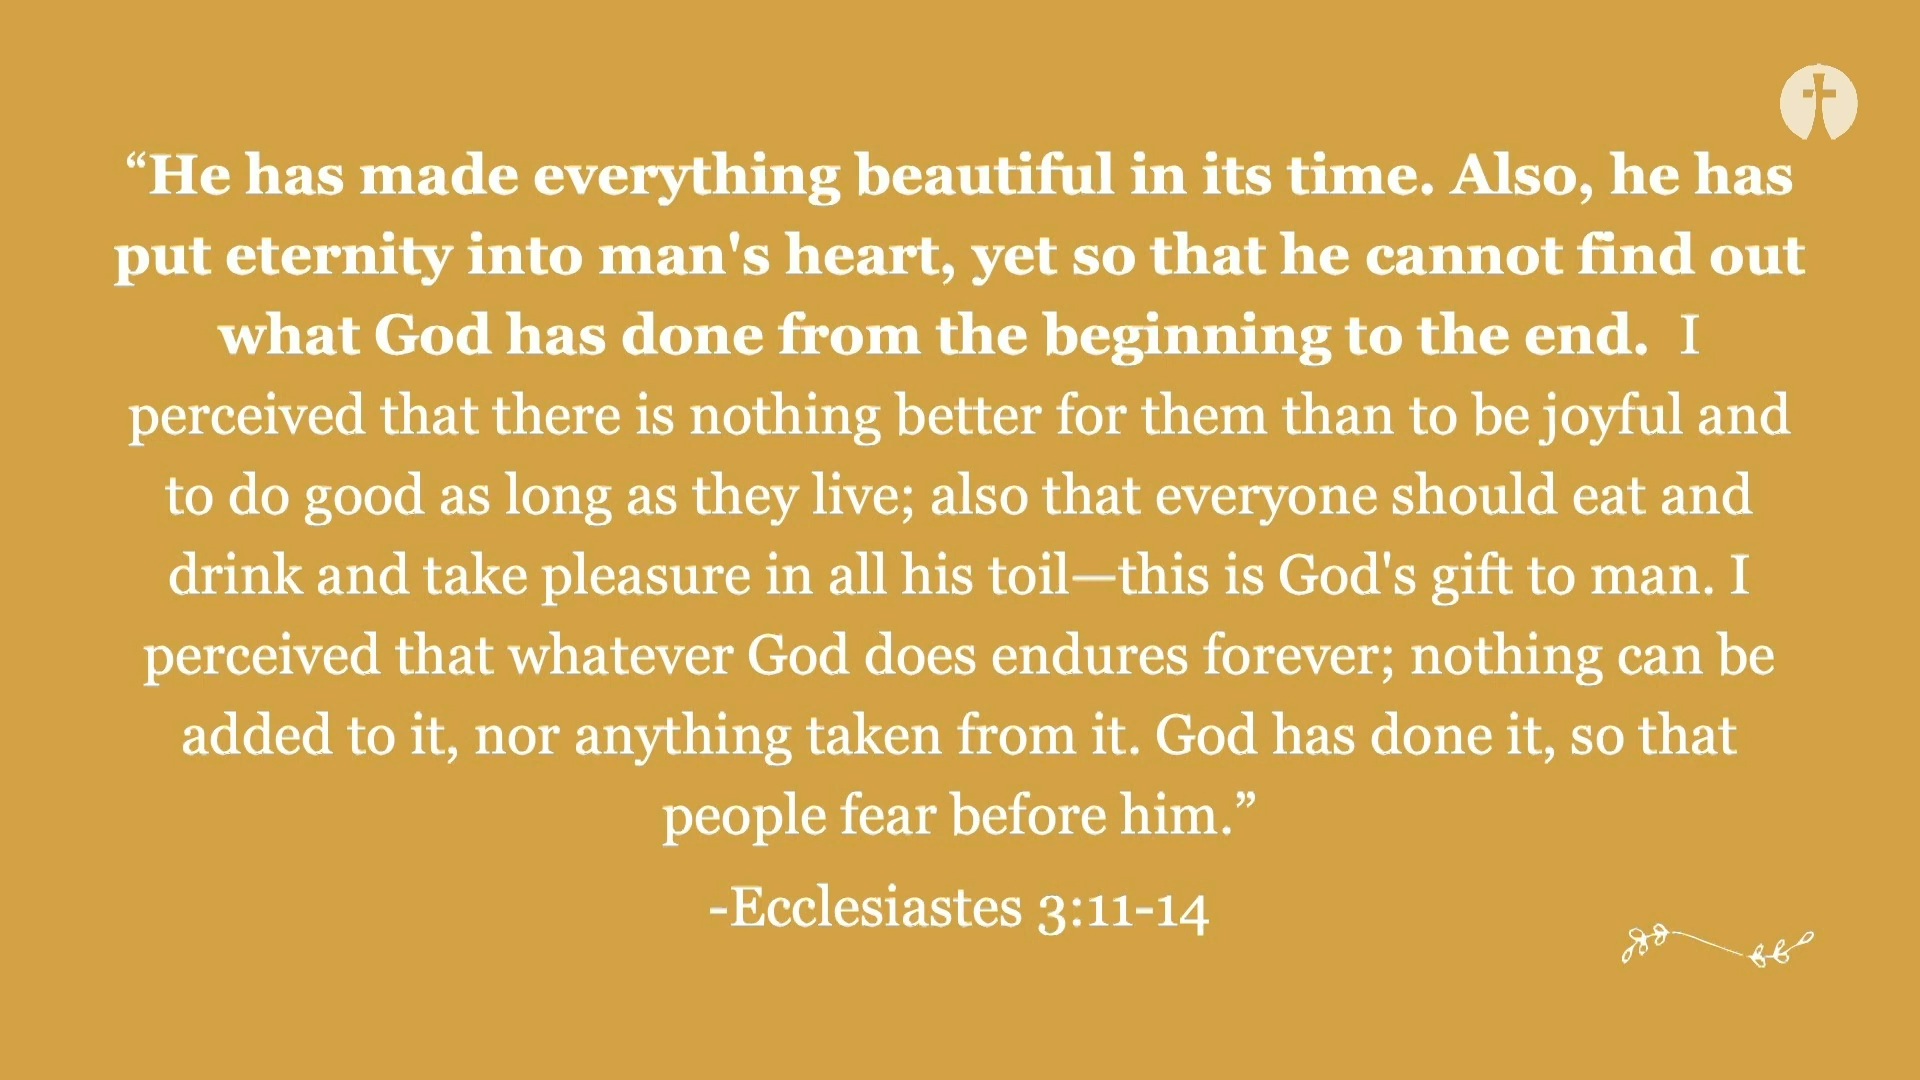 “He has made everything beautiful in its time. Also, he has
put eternity into man's heart, yet so that he cannot find out
what God has done from the beginning to the end.  I
perceived that there is nothing better for them than to be joyful and
to do good as long as they live; also that everyone should eat and
drink and take pleasure in all his toil—this is God's gift to man. I
perceived that whatever God does endures forever; nothing can be
added to it, nor anything taken from it. God has done it, so that
people fear before him.”
-Ecclesiastes 3:11-14